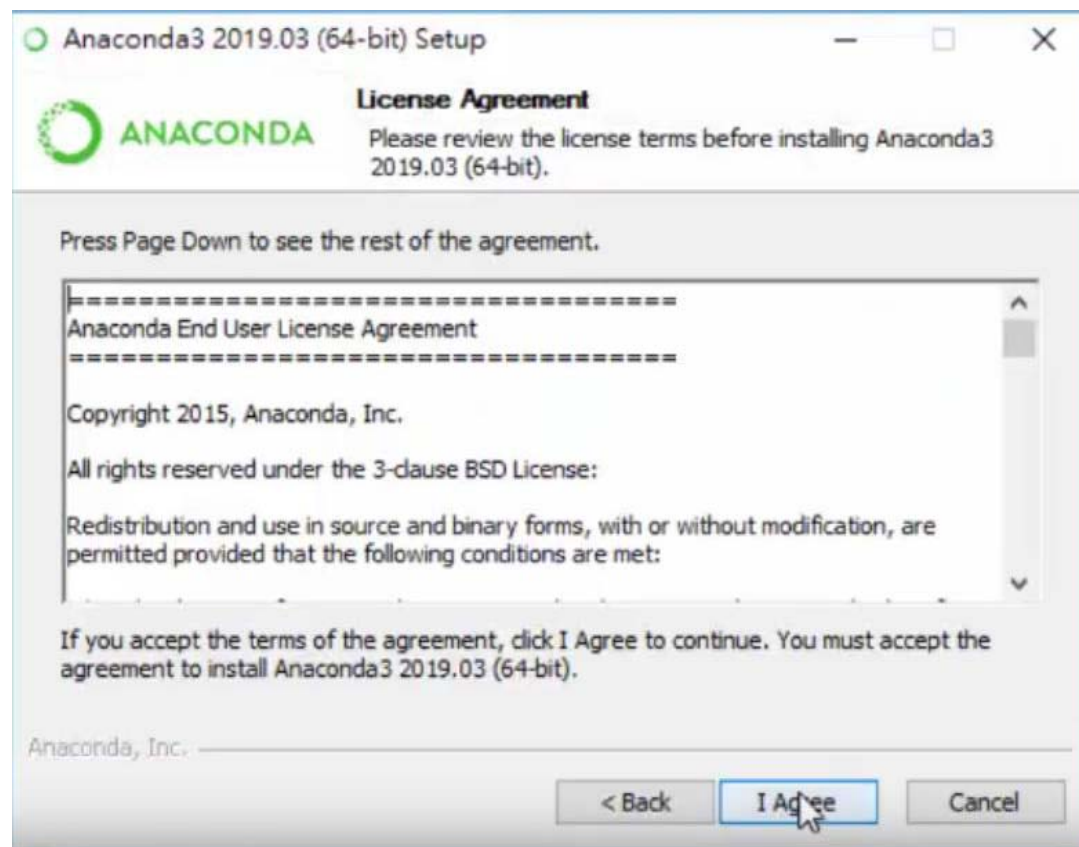 Anaconda3 2019.03 (64-bit) Setup
ANACONDA
License Agreement
Please review the license terms before installing Anaconda3
2019.03 (64-bit).
Press Page Down to see the rest of the agreement.
===================================
Anaconda End User License Agreement
===================================
Copyright 2015, Anaconda, Inc.
All rights reserved under the 3-clause BSD License:
Redistribution and use in source and binary forms, with or without modification, are
permitted provided that the following conditions are met:
If you accept the terms of the agreement, click I Agree to continue. You must accept the
agreement to install Anaconda3 2019.03 (64-bit).
Anaconda, Inc.
< Back
I Agree
Cancel